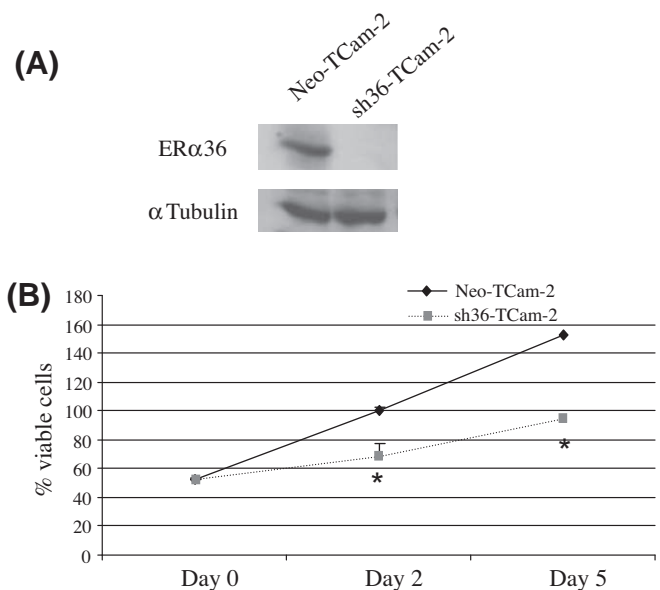 (A)
Neo-TCam-2
sh36-TCam-2
ERα36
α Tubulin
(B)
% viable cells
180
160
140
120
100
80
60
40
20
0
Neo-TCam-2
sh36-TCam-2
*
*
Day 0
Day 2
Day 5